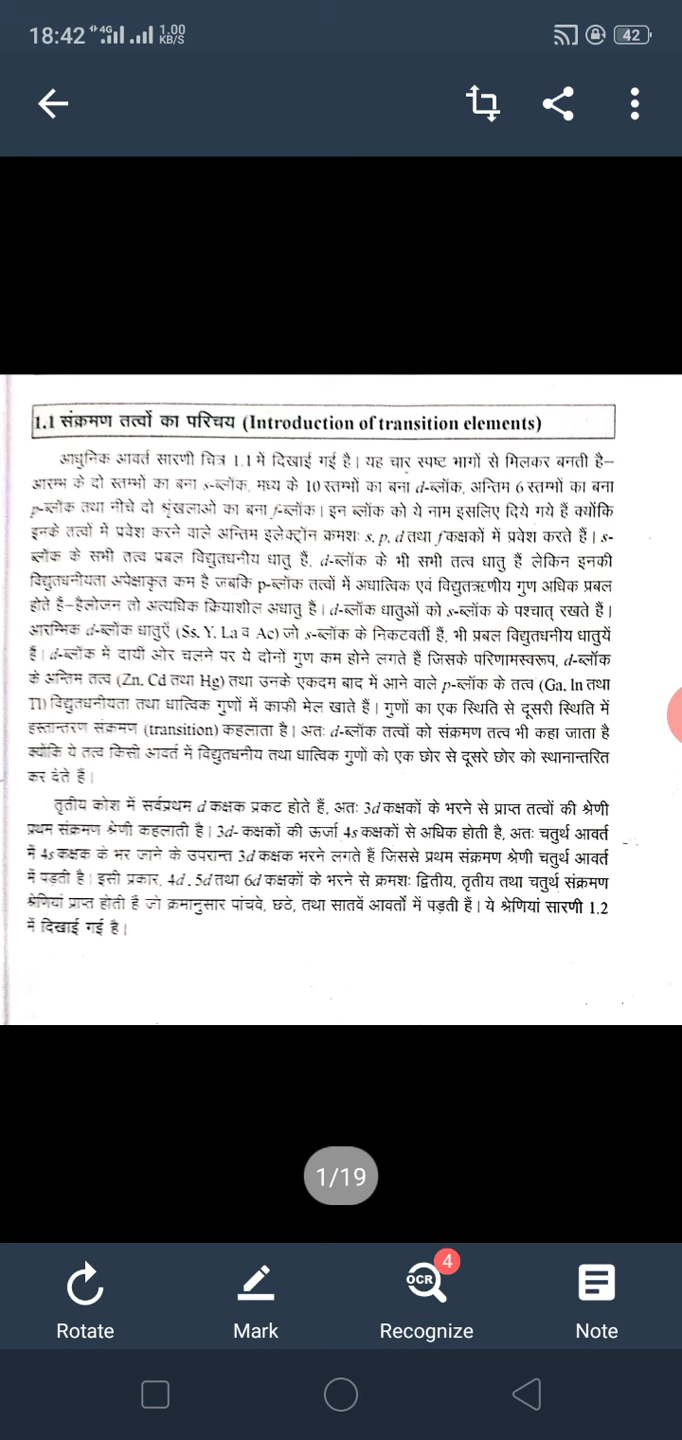 18:42 4G 1.00 KB/S 42
1.1 संक्रमण तत्वों का परिचय (Introduction of transition elements)
आधुनिक आवर्त सारणी चित्र 1.1 में दिखाई गई है। यह चार स्पष्ट भागों से मिलकर बनती है–
आरम्भ के दो स्तम्भों का बना s-ब्लॉक, मध्य के 10 स्तम्भों का बना d-ब्लॉक, अन्तिम 6 स्तम्भों का बना
p-ब्लॉक तथा नीचे दो श्रृंखलाओं का बना f-ब्लॉक। इन ब्लॉक को ये नाम इसलिए दिये गये हैं क्योंकि
इनके तत्वों में प्रवेश करने वाले अन्तिम इलेक्ट्रॉन क्रमशः s, p, d तथा f कक्षकों में प्रवेश करते हैं। s-
ब्लॉक के सभी तत्व प्रबल विद्युतधनीय धातु हैं, d-ब्लॉक के भी सभी तत्व धातु हैं लेकिन इनकी
विद्युतधनीयता अपेक्षाकृत कम है जबकि p-ब्लॉक तत्वों में अधात्विक एवं विद्युतऋणीय गुण अधिक प्रबल
होते हैं–हैलोजन तो अत्यधिक क्रियाशील अधातु हैं। d-ब्लॉक धातुओं को s-ब्लॉक के पश्चात् रखते हैं।
आरम्भिक d-ब्लॉक धातुऐं (Ss, Y, La व Ac) जो s-ब्लॉक के निकटवर्ती हैं, भी प्रबल विद्युतधनीय धातुयें
हैं। d-ब्लॉक में दायीं ओर चलने पर ये दोनों गुण कम होने लगते हैं जिसके परिणामस्वरूप, d-ब्लॉक
के अन्तिम तत्व (Zn, Cd तथा Hg) तथा उनके एकदम बाद में आने वाले p-ब्लॉक के तत्व (Ga, In तथा
Tl) विद्युतधनीयता तथा धात्विक गुणों में काफी मेल खाते हैं। गुणों का एक स्थिति से दूसरी स्थिति में
हस्तान्तरण संक्रमण (transition) कहलाता है। अतः d-ब्लॉक तत्वों को संक्रमण तत्व भी कहा जाता है
क्योंकि ये तत्व किसी आवर्त में विद्युतधनीय तथा धात्विक गुणों को एक छोर से दूसरे छोर को स्थानान्तरित
कर देते हैं।
तृतीय कोश में सर्वप्रथम d कक्षक प्रकट होते हैं, अतः 3d कक्षकों के भरने से प्राप्त तत्वों की श्रेणी
प्रथम संक्रमण श्रेणी कहलाती है। 3d- कक्षकों की ऊर्जा 4s कक्षकों से अधिक होती है, अतः चतुर्थ आवर्त
में 4s कक्षक के भर जाने के उपरान्त 3d कक्षक भरने लगते हैं जिससे प्रथम संक्रमण श्रेणी चतुर्थ आवर्त
में पड़ती है। इसी प्रकार, 4d, 5d तथा 6d कक्षकों के भरने से क्रमशः द्वितीय, तृतीय तथा चतुर्थ संक्रमण
श्रेणियां प्राप्त होती हैं जो क्रमानुसार पांचवे, छठे, तथा सातवें आवर्तों में पड़ती हैं। ये श्रेणियां सारणी 1.2
में दिखाई गई है।
1/19
4
OCR
Rotate Mark Recognize Note